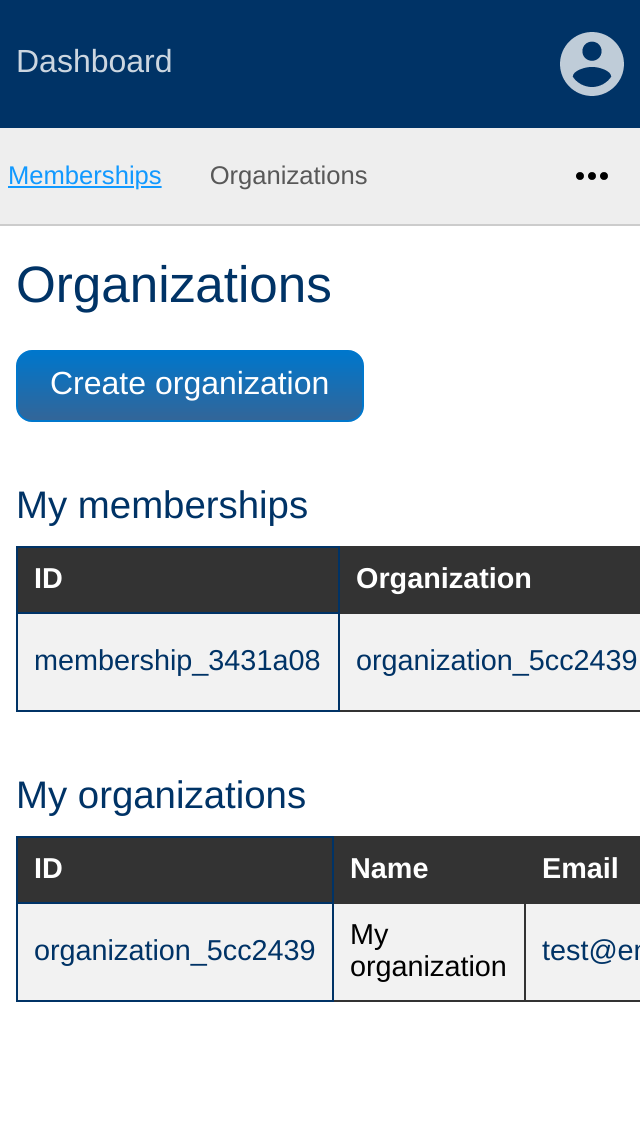 Dashboard
Memberships Organizations
Organizations
Create organization
My memberships
ID Organization
membership_3431a08 organization_5cc2439
My organizations
ID Name Email
organization_5cc2439 My organization test@e